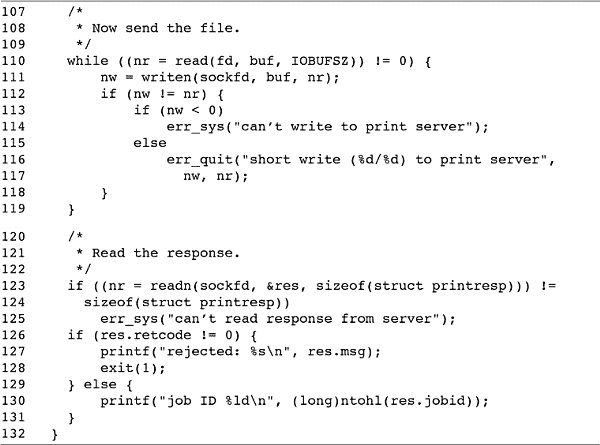 107 /*
108 * Now send the file.
109 */
110 while ((nr = read(fd, buf, IOBUFSZ)) != 0) {
111 nw = writen(sockfd, buf, nr);
112 if (nw != nr) {
113 if (nw < 0)
114 err_sys("can't write to print server");
115 else
116 err_quit("short write (%d/%d) to print server",
117 nw, nr);
118 }
119 }
120 /*
121 * Read the response.
122 */
123 if ((nr = readn(sockfd, &res, sizeof(struct printresp))) !=
124 sizeof(struct printresp))
125 err_sys("can't read response from server");
126 if (res.retcode != 0) {
127 printf("rejected: %s\n", res.msg);
128 exit(1);
129 } else {
130 printf("job ID %ld\n", (long)ntohl(res.jobid));
131 }
132 }